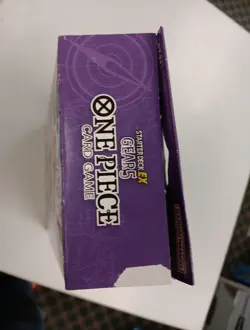 STARTER DECK EX
GEAR5
ONE PIECE
CARD GAME